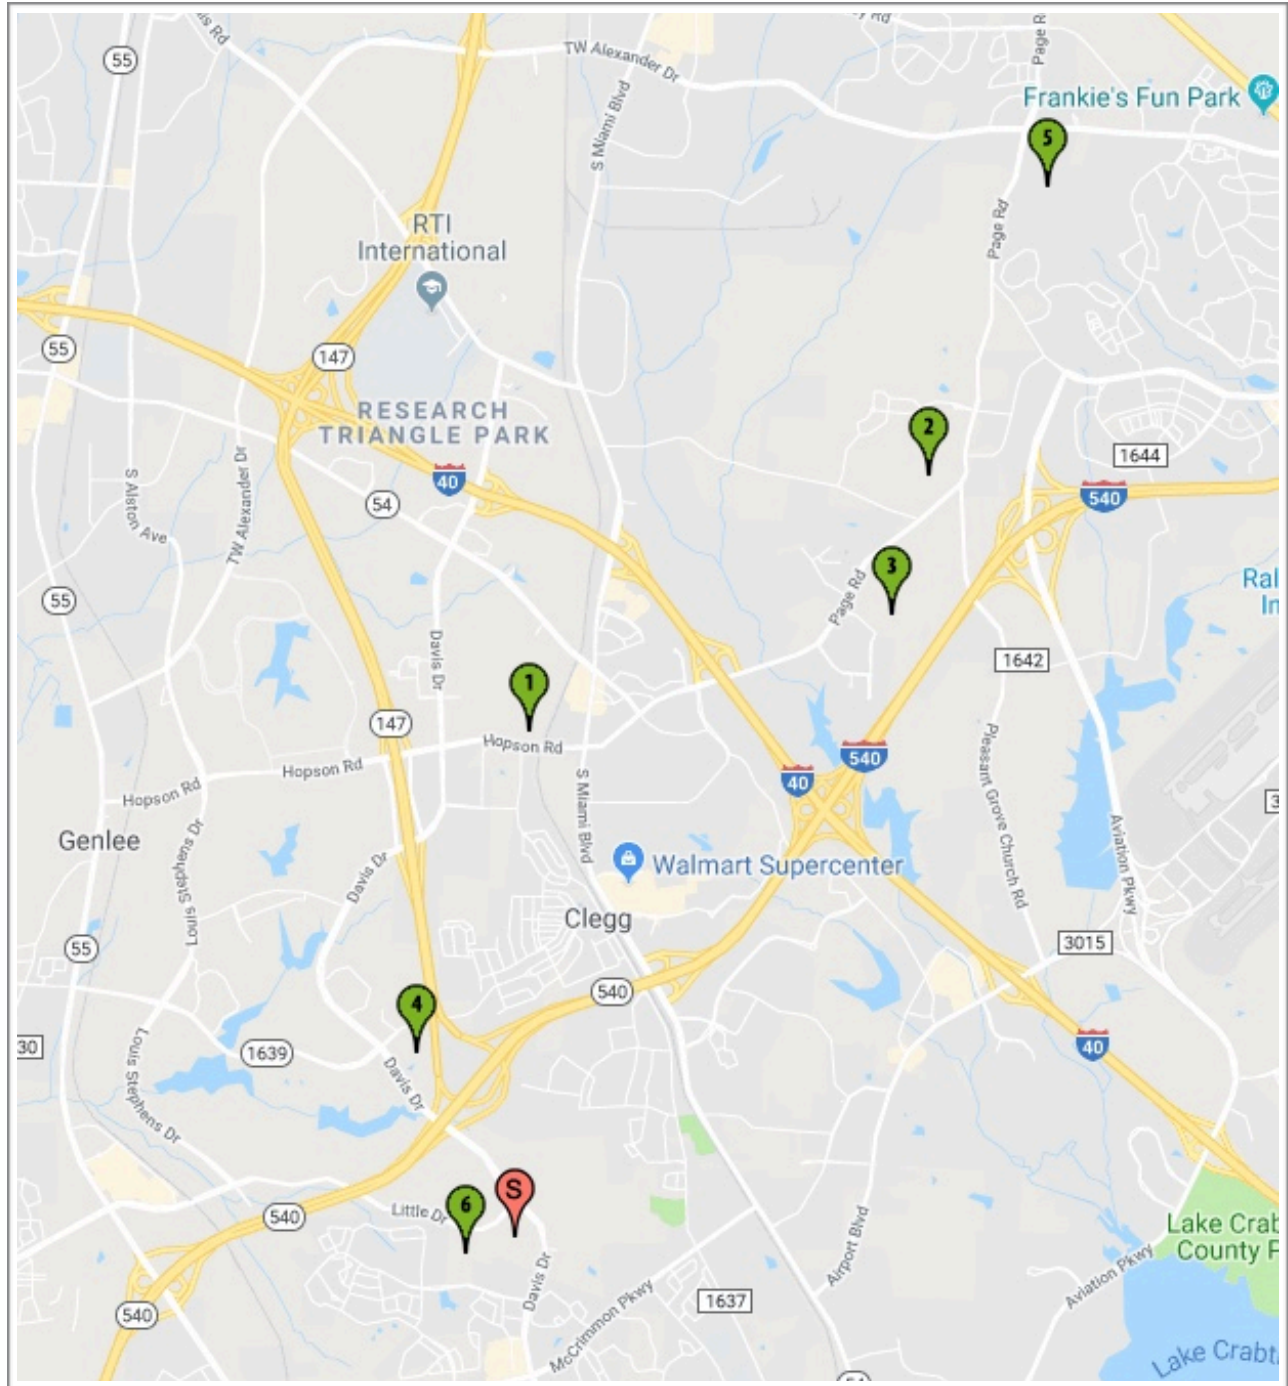 55
TW Alexander Dr
S Miami Blvd
Page
Rd
Frankie's Fun Park
5
RTI
International
Page Rd
147
55
RESEARCH
TRIANGLE PARK
2
1644
40
540
54
S Alston Ave
TW Alexander Dr
3
55
Page Rd
Davis Dr
1642
1
147
Hopson Rd
Hopson Rd
540
40
Hopson Rd
S Miami Blvd
Pleasant Grove Church Rd
Aviation Pkwy
Genlee
Louis Stephens Dr
Davis Dr
Walmart Supercenter
Clegg
55
3015
540
4
30
1639
40
Louis Stephens Dr
Davis Dr
6
S
Little Dr
540
Lake Crab
County P
Davis Dr
Airport Blvd
Aviation Pkwy
1637
540
McCrimmon Pkwy
Lake Crabt
54